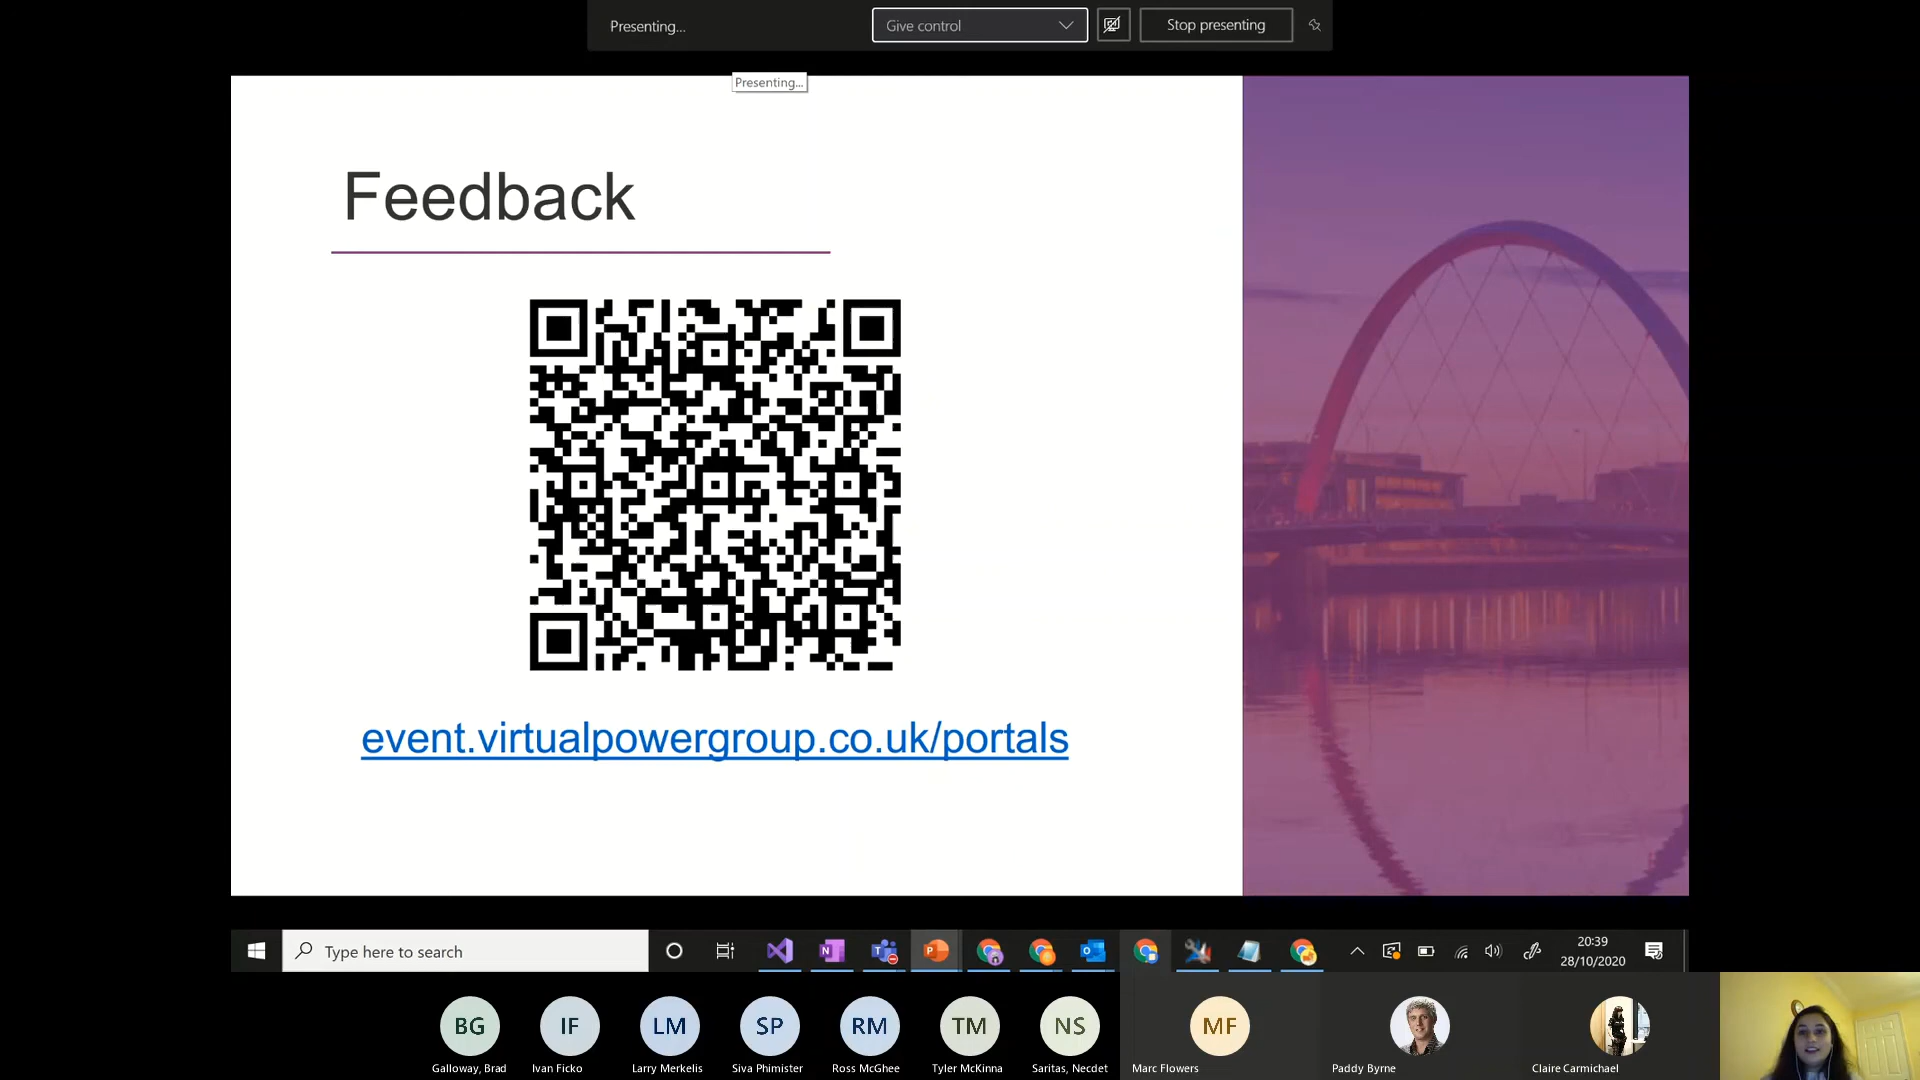 Presenting...
Give control
Stop presenting
Presenting...
Feedback
event.virtualpowergroup.co.uk/portals
Type here to search
20:39
28/10/2020
BG
IF
LM
SP
RM
TM
NS
MF
Galloway, Brad
Ivan Ficko
Larry Merkelis
Siva Phimister
Ross McGhee
Tyler McKinna
Saritas, Necdet
Marc Flowers
Paddy Byrne
Claire Carmichael